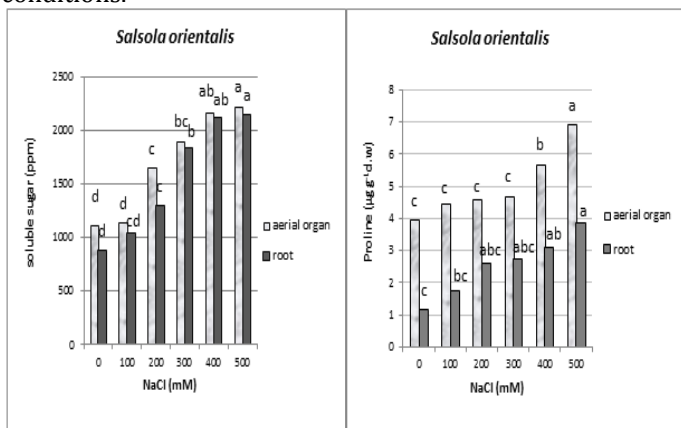 conditions.
Salsola orientalis
2500
2000
1500
1000
500
0
soluble sugar (ppm)
d
d
d
cd
c
c
bc
b
ab
ab
a
a
0 100 200 300 400 500
NaCl (mM)
aerial organ
root
Salsola orientalis
8
7
6
5
4
3
2
1
0
Proline (µg g⁻¹ d.w)
c
c
c
bc
c
abc
c
abc
b
ab
a
a
0 100 200 300 400 500
NaCl (mM)
aerial organ
root